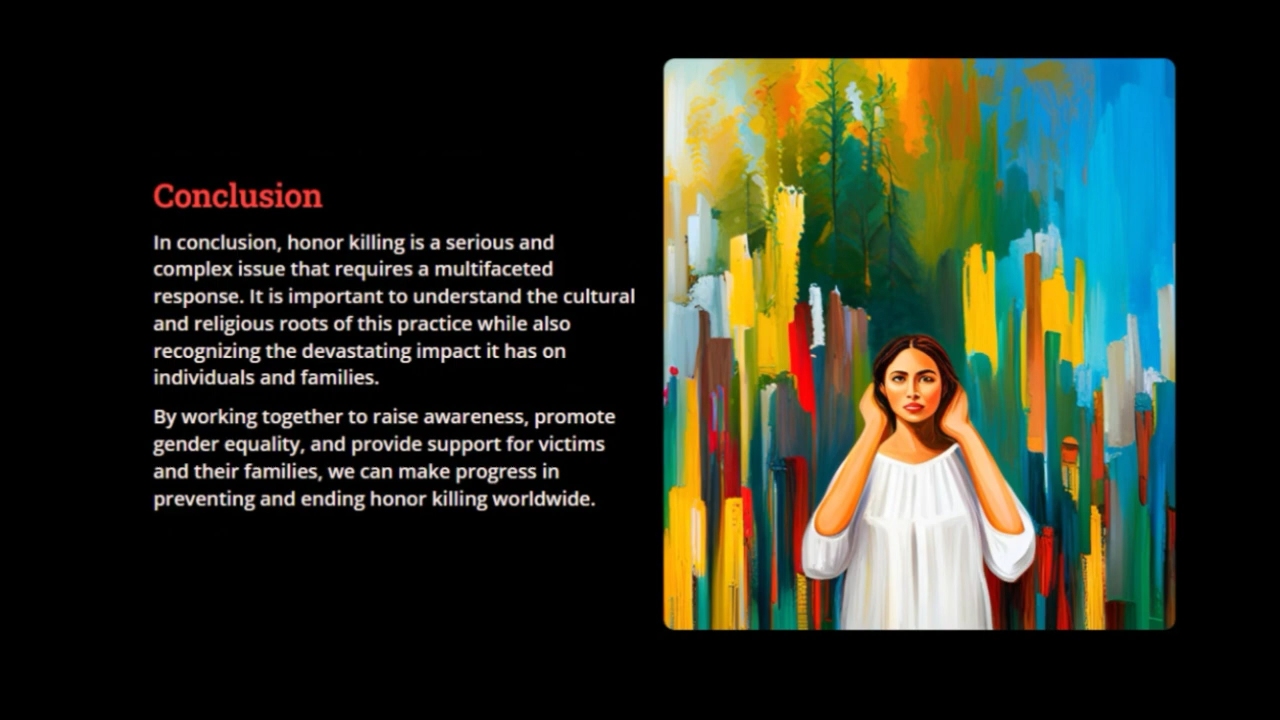 Conclusion
In conclusion, honor killing is a serious and
complex issue that requires a multifaceted
response. It is important to understand the cultural
and religious roots of this practice while also
recognizing the devastating impact it has on
individuals and families.
By working together to raise awareness, promote
gender equality, and provide support for victims
and their families, we can make progress in
preventing and ending honor killing worldwide.